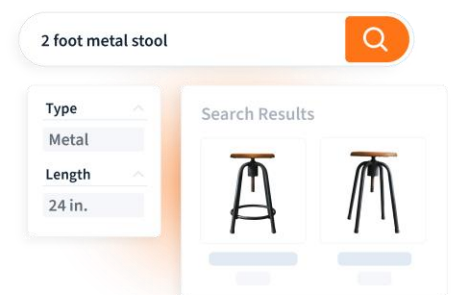 2 foot metal stool
Type
Metal
Length
24 in.
Search Results